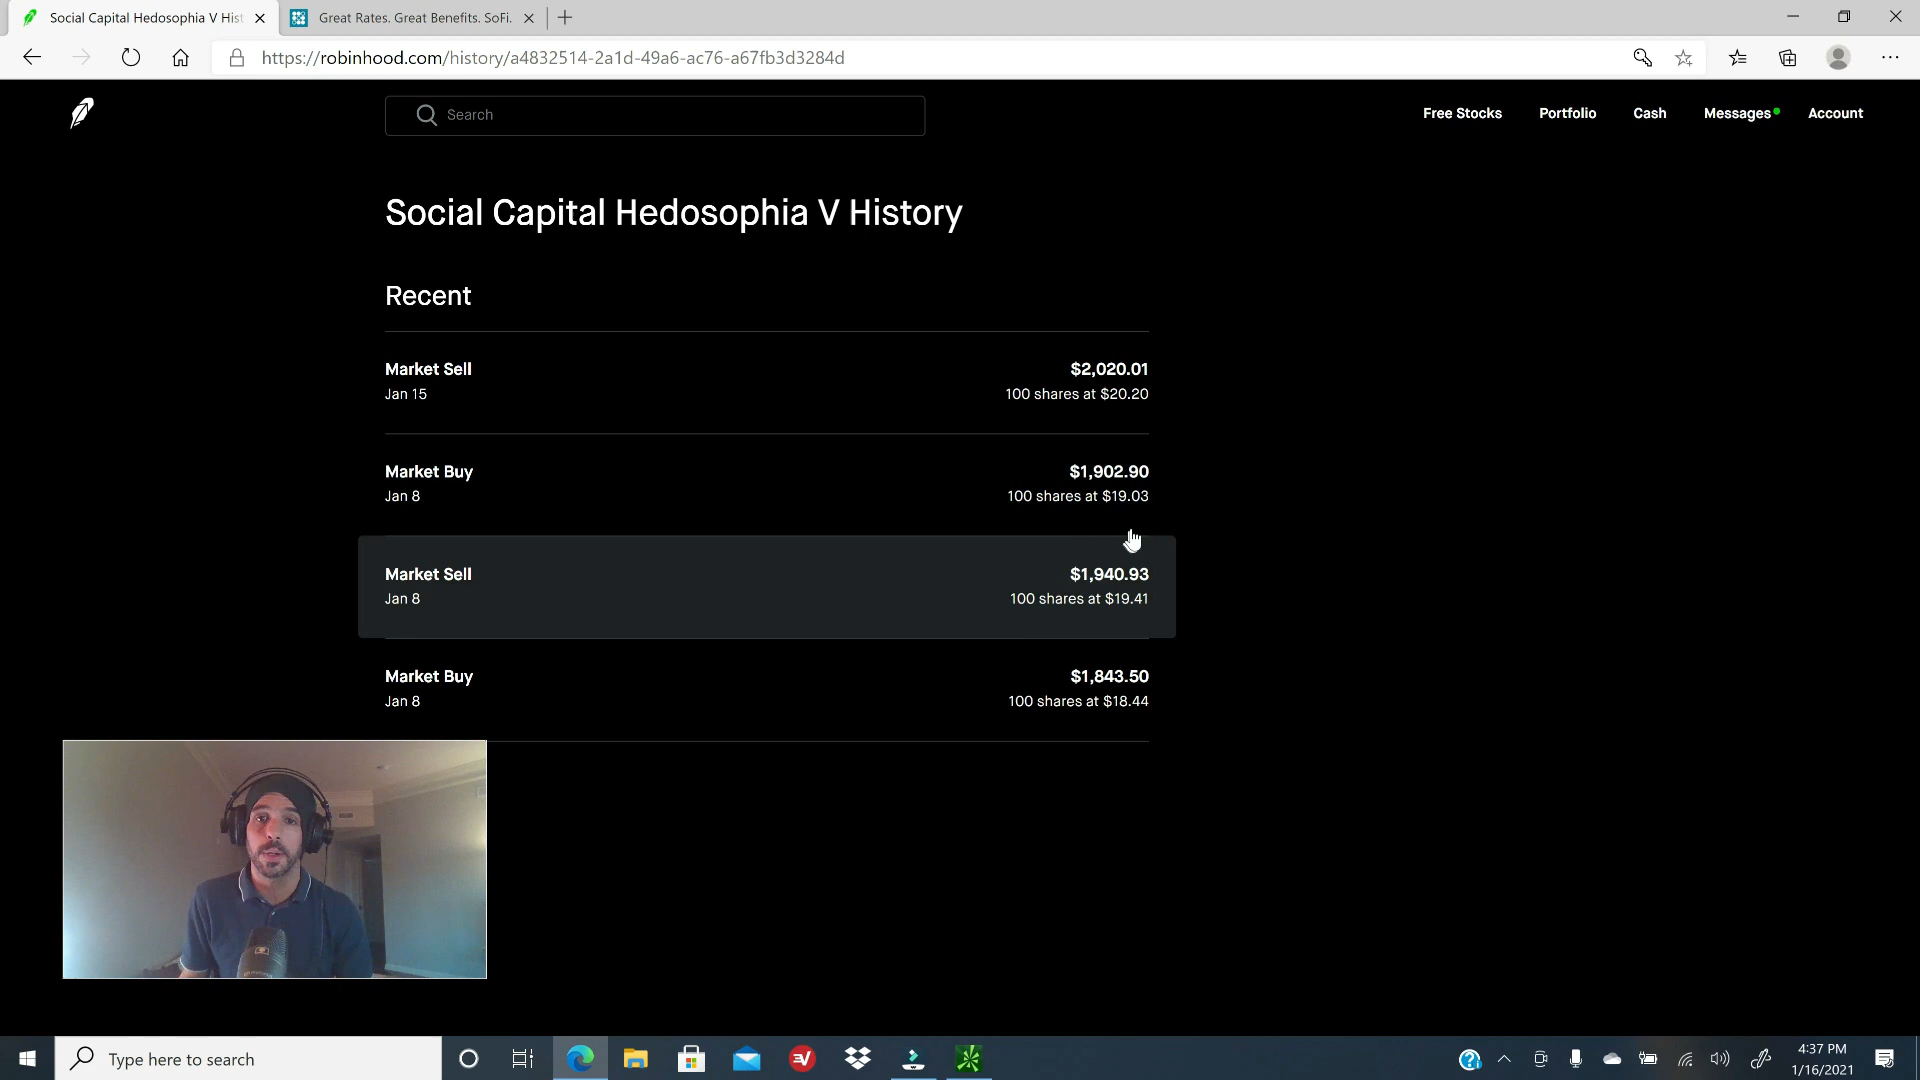 Social Capital Hedosophia V Hist
Great Rates. Great Benefits. SoFi.
https://robinhood.com/history/a4832514-2a1d-49a6-ac76-a67fb3d3284d
Search
Free Stocks
Portfolio
Cash
Messages
Account
Social Capital Hedosophia V History
Recent
Market Sell
$2,020.01
Jan 15
100 shares at $20.20
Market Buy
$1,902.90
Jan 8
100 shares at $19.03
Market Sell
$1,940.93
Jan 8
100 shares at $19.41
Market Buy
$1,843.50
Jan 8
100 shares at $18.44
Type here to search
4:37 PM
1/16/2021